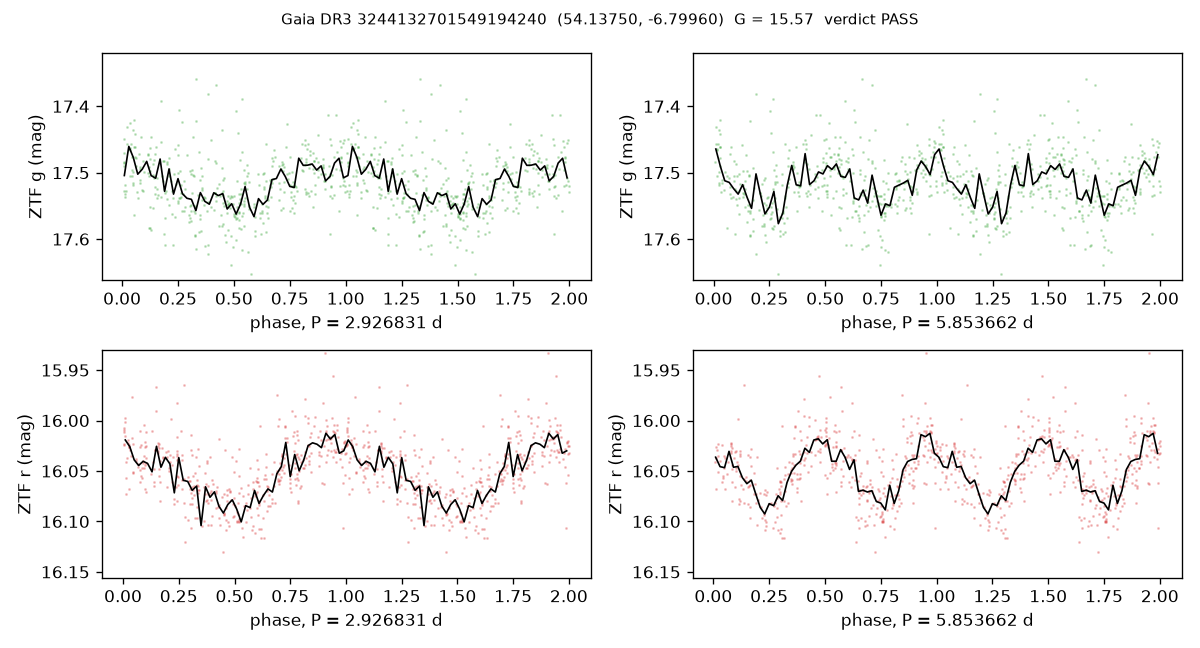 Gaia DR3 3244132701549194240 (54.13750, -6.79960) G = 15.57 verdict PASS
ZTF g (mag)
17.4
17.5
17.6
0.00 0.25 0.50 0.75 1.00 1.25 1.50 1.75 2.00
phase, P = 2.926831 d
ZTF g (mag)
17.4
17.5
17.6
0.00 0.25 0.50 0.75 1.00 1.25 1.50 1.75 2.00
phase, P = 5.853662 d
ZTF r (mag)
15.95
16.00
16.05
16.10
16.15
0.00 0.25 0.50 0.75 1.00 1.25 1.50 1.75 2.00
phase, P = 2.926831 d
ZTF r (mag)
15.95
16.00
16.05
16.10
16.15
0.00 0.25 0.50 0.75 1.00 1.25 1.50 1.75 2.00
phase, P = 5.853662 d